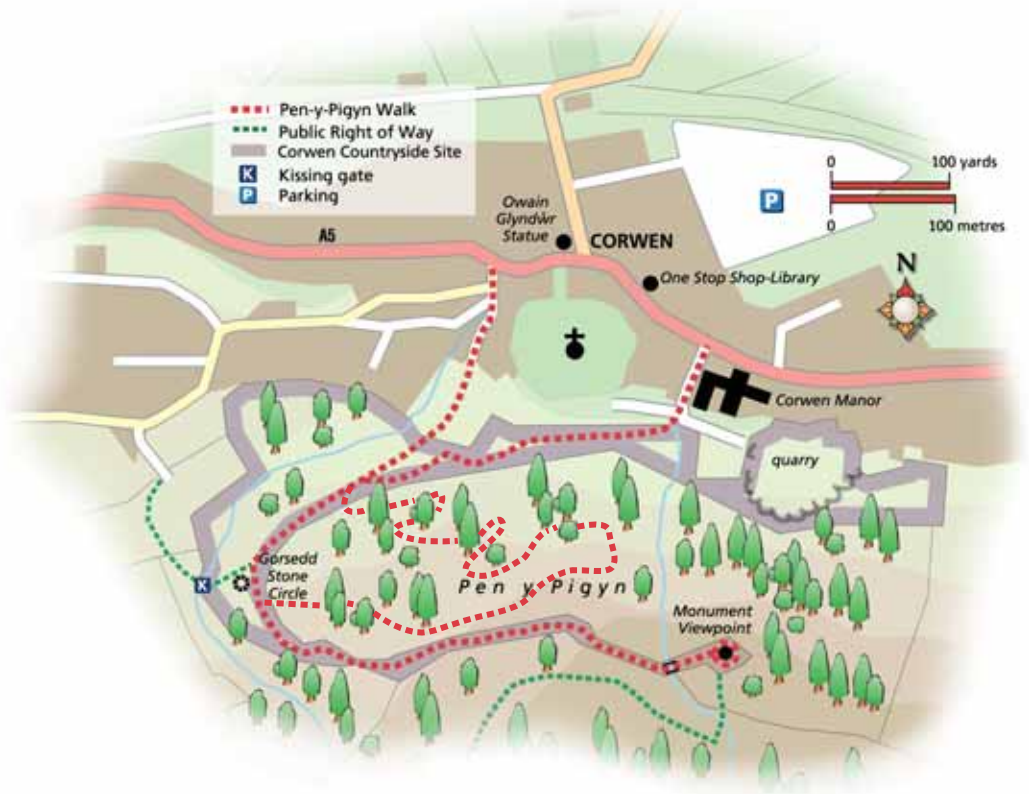 Pen-y-Pigyn Walk
Public Right of Way
Corwen Countryside Site
K Kissing gate
P Parking
0 100 yards
P
0 100 metres
Owain
Glyndŵr
Statue
A5
CORWEN
One Stop Shop-Library
N
Corwen Manor
quarry
Gorsedd
Stone
Circle
K
Pen y Pigyn
Monument
Viewpoint